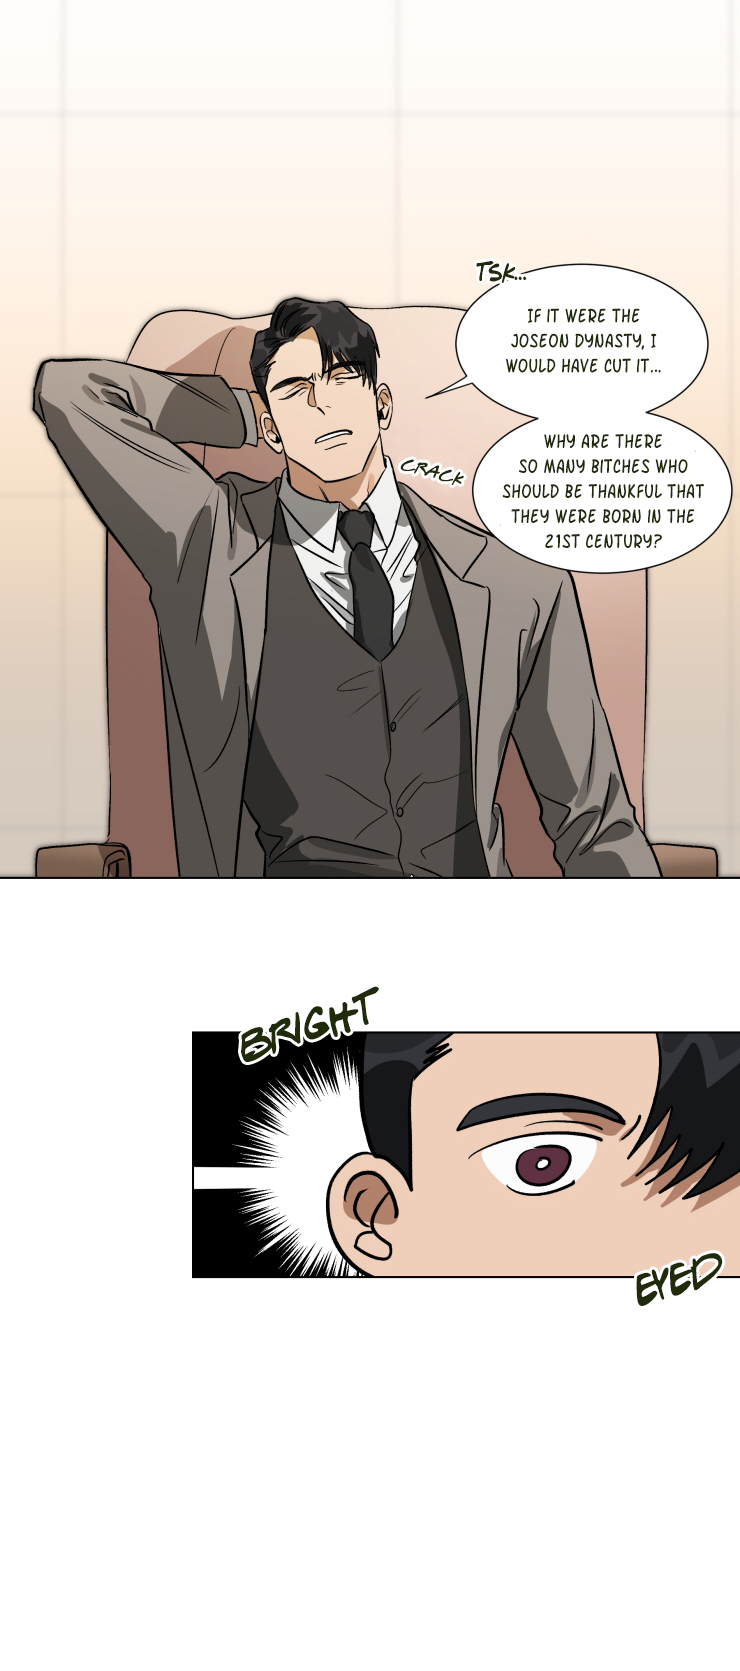 TSK...
IF IT WERE THE
JOSEON DYNASTY, I
WOULD HAVE CUT IT...
CRACK
WHY ARE THERE
SO MANY BITCHES WHO
SHOULD BE THANKFUL THAT
THEY WERE BORN IN THE
21ST CENTURY?
BRIGHT
EYED